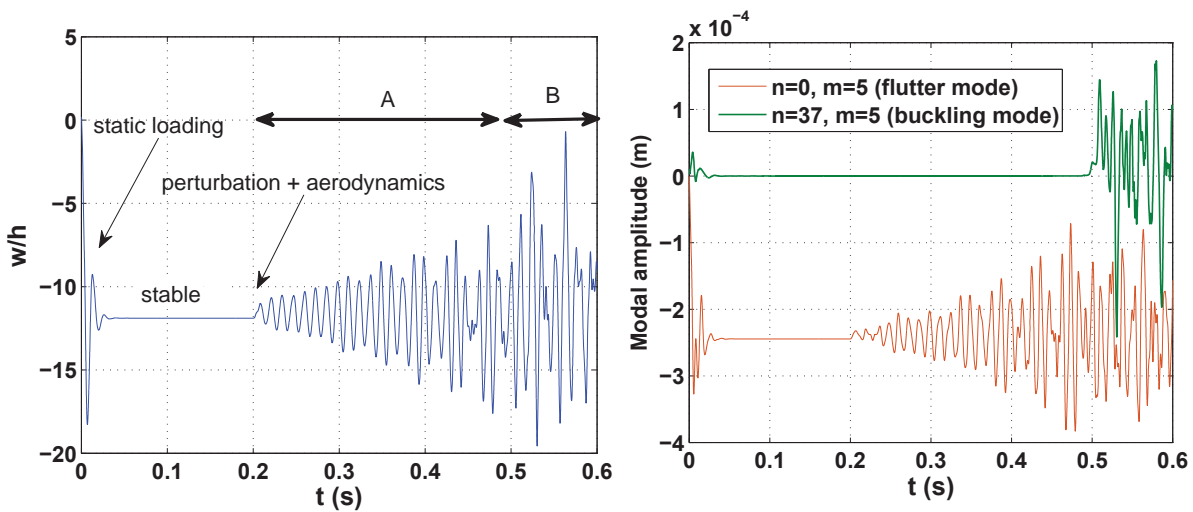 5
0
−5
−10
−15
−20
w/h
A
B
static loading
perturbation + aerodynamics
stable
0
0.1
0.2
0.3
0.4
0.5
0.6
t (s)
x 10⁻⁴
2
1
0
−1
−2
−3
−4
Modal amplitude (m)
n=0, m=5 (flutter mode)
n=37, m=5 (buckling mode)
0
0.1
0.2
0.3
0.4
0.5
0.6
t (s)